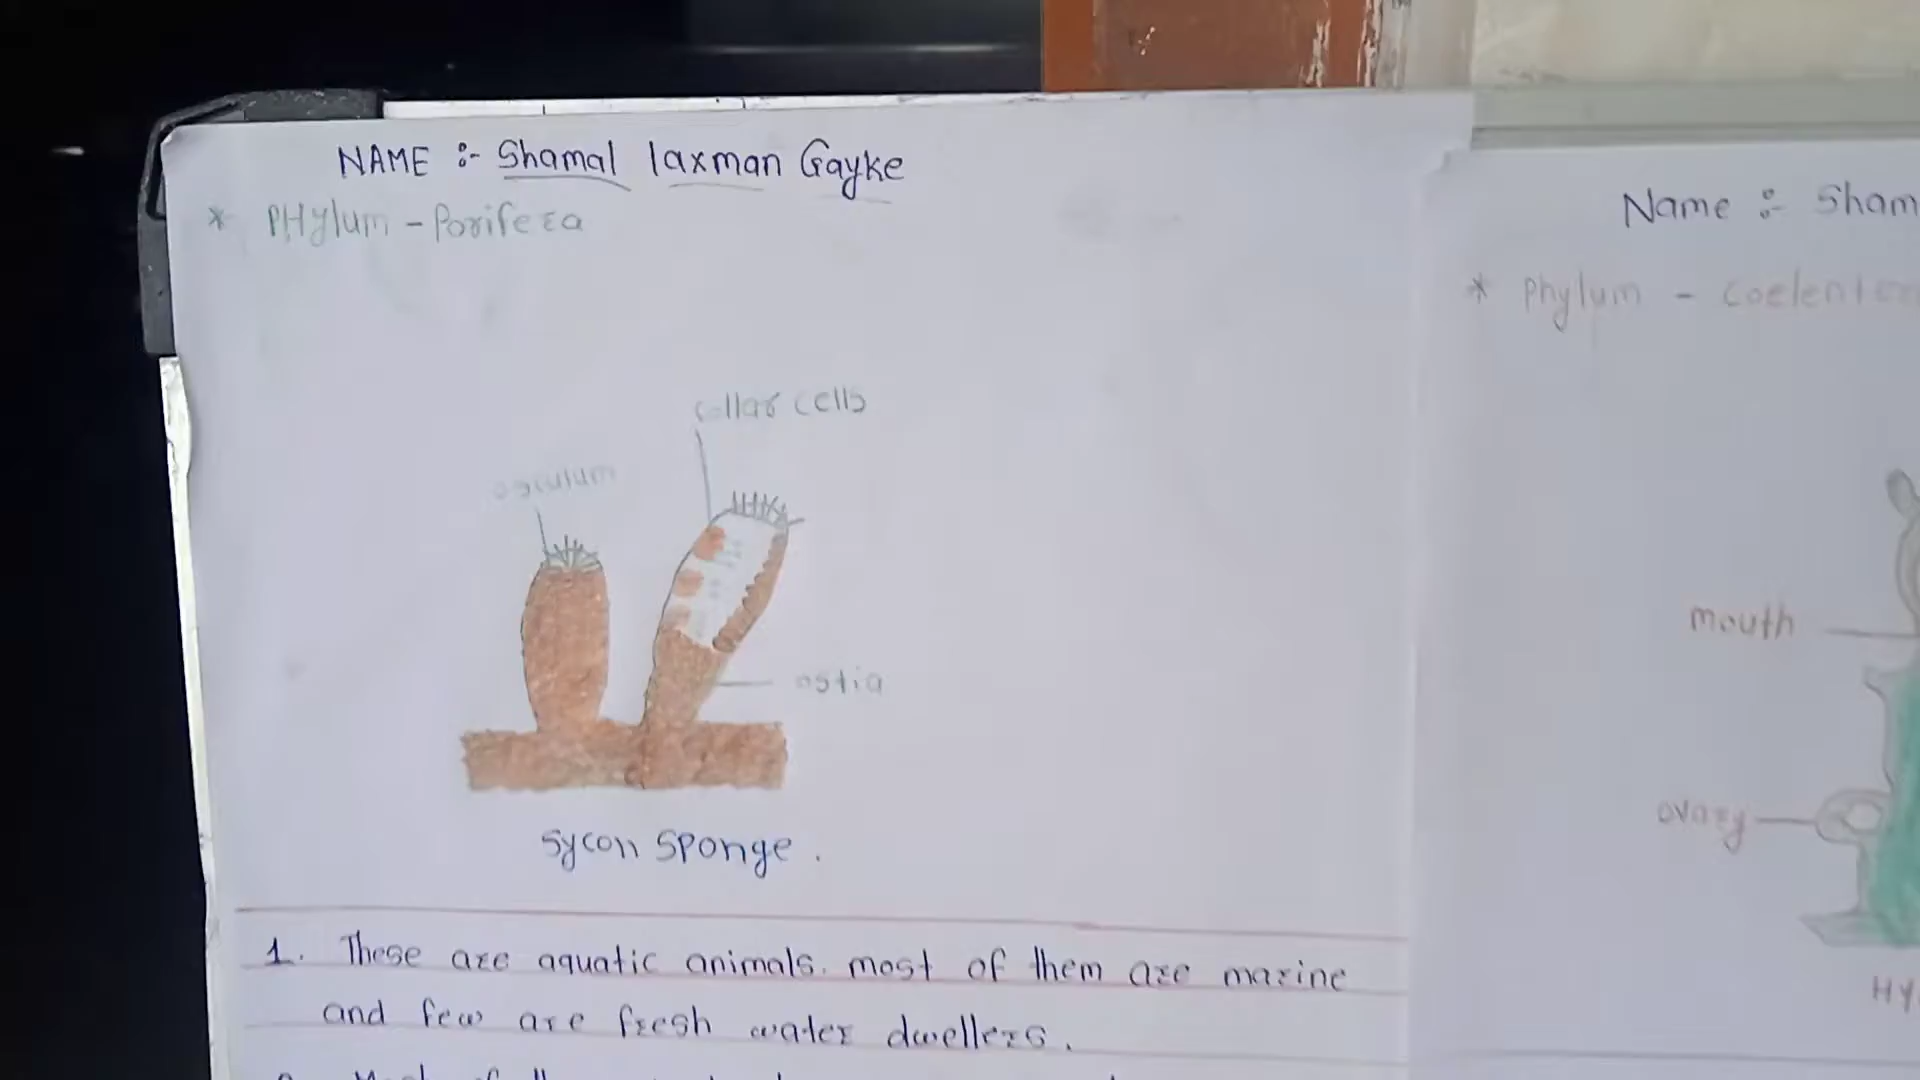 NAME :- Shamal laxman Gayke
* PHylum - Porifera
collar cells
osculum
ostia
Sycon Sponge.
1. These are aquatic animals. most of them are marine
and few are fresh water dwellers.
Name :- Sham
* Phylum - Coelenter
mouth
ovary
HY